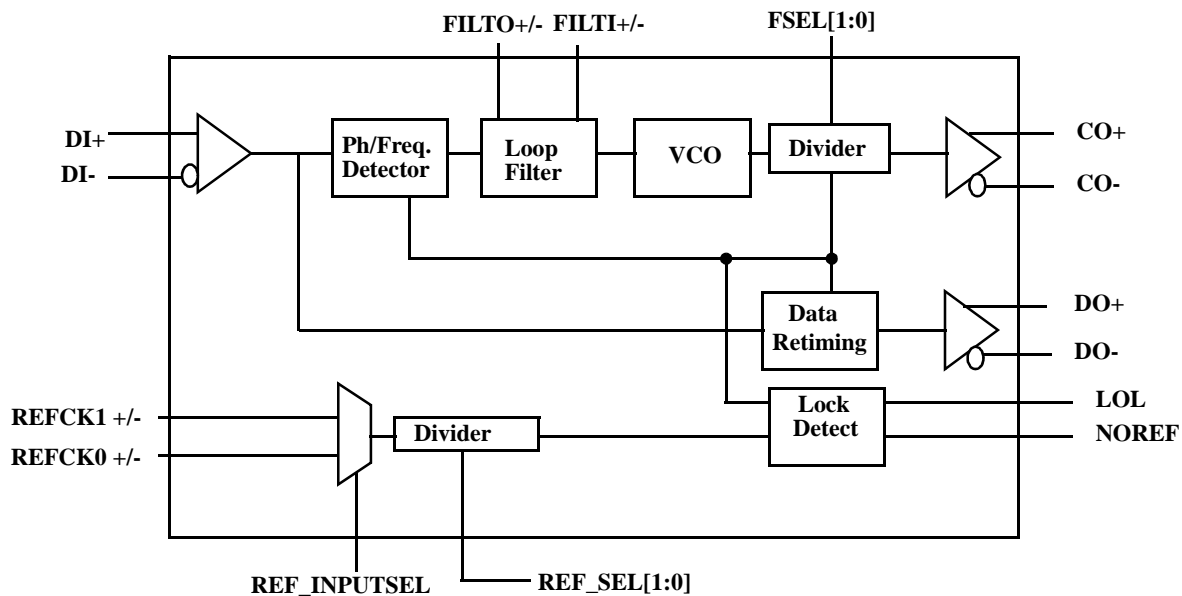 FILTO+/- FILTI+/- FSEL[1:0]
DI+
DI-
Ph/Freq.
Detector
Loop
Filter
VCO
Divider
CO+
CO-
Data
Retiming
DO+
DO-
REFCK1 +/-
REFCK0 +/-
Divider
Lock
Detect
LOL
NOREF
REF_INPUTSEL
REF_SEL[1:0]